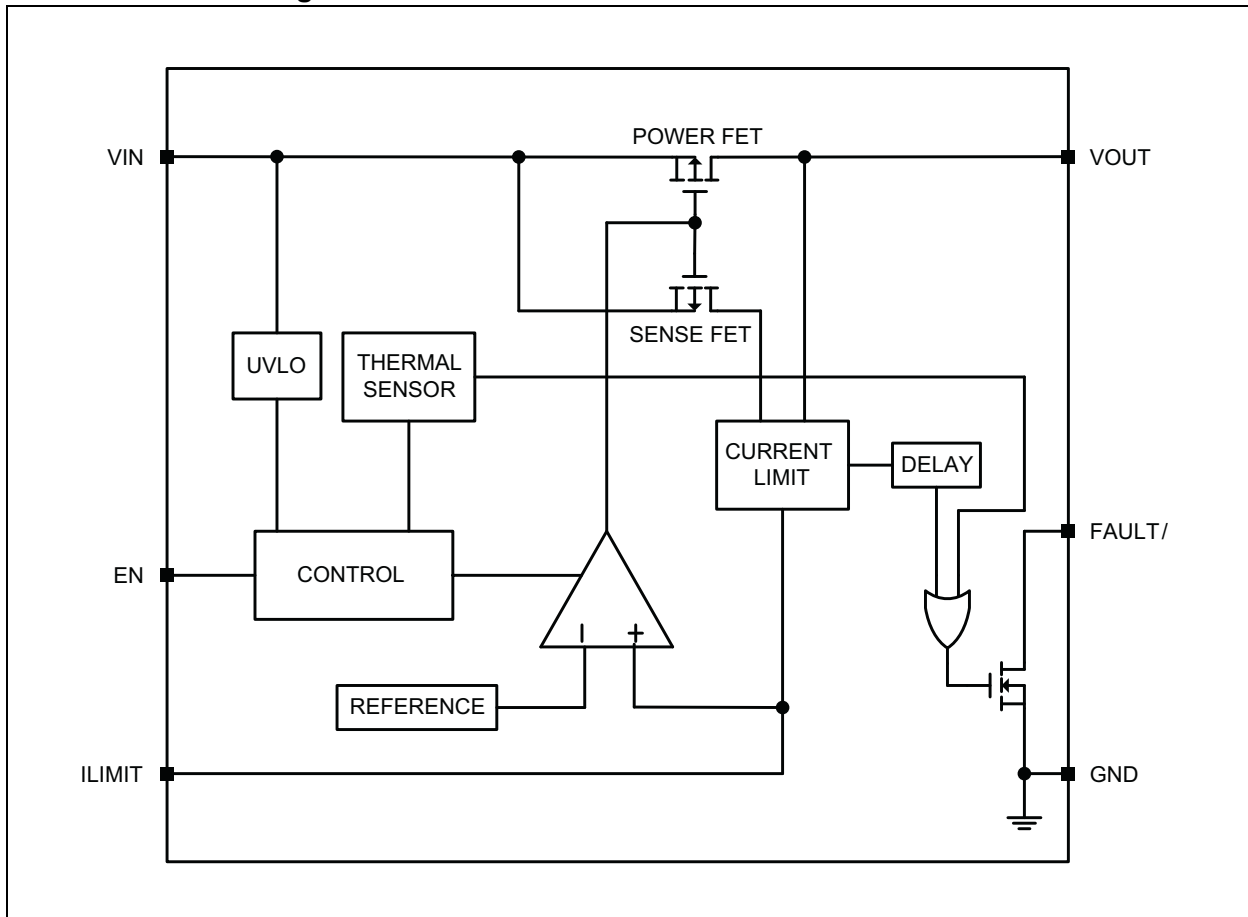 POWER FET
VIN
VOUT
SENSE FET
UVLO
THERMAL
SENSOR
CURRENT
LIMIT
DELAY
FAULT/
EN
CONTROL
– +
REFERENCE
ILIMIT
GND